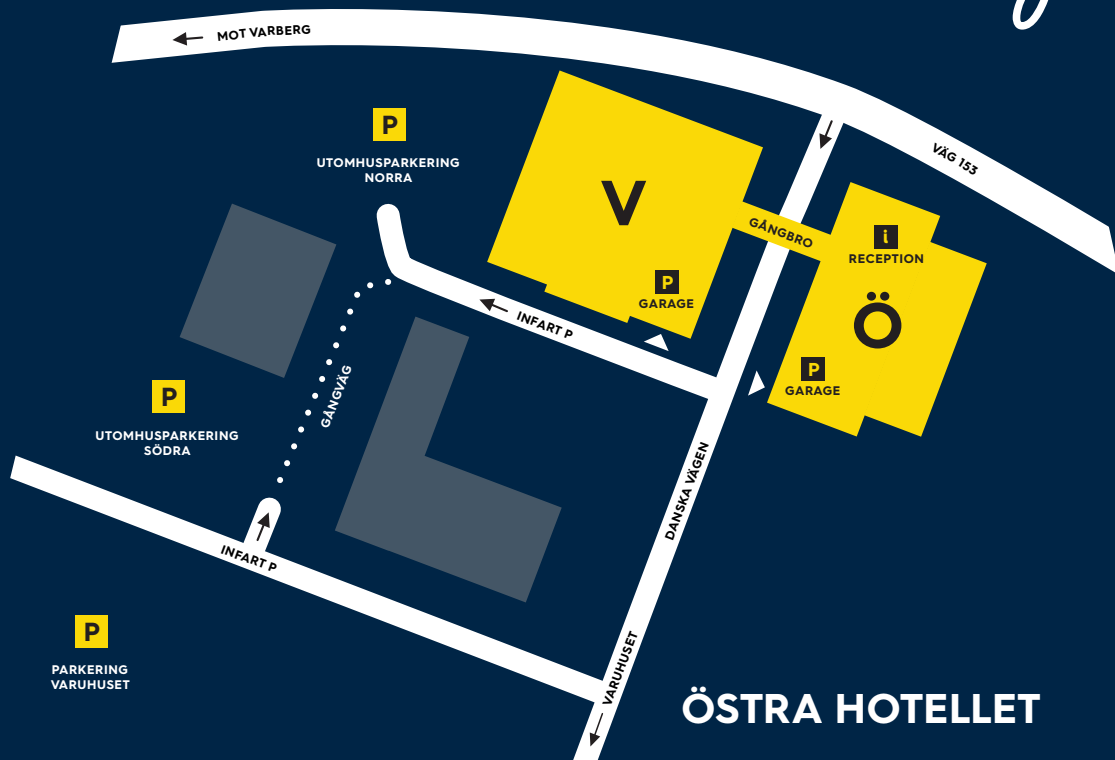 MOT VARBERG
VÄG 153
P
UTOMHUSPARKERING
NORRA
V
GÅNGBRO
i
RECEPTION
P
GARAGE
Ö
INFART P
P
GARAGE
GÅNGVÄG
P
UTOMHUSPARKERING
SÖDRA
DANSKA VÄGEN
INFART P
P
PARKERING
VARUHUSET
VARUHUSET
ÖSTRA HOTELLET